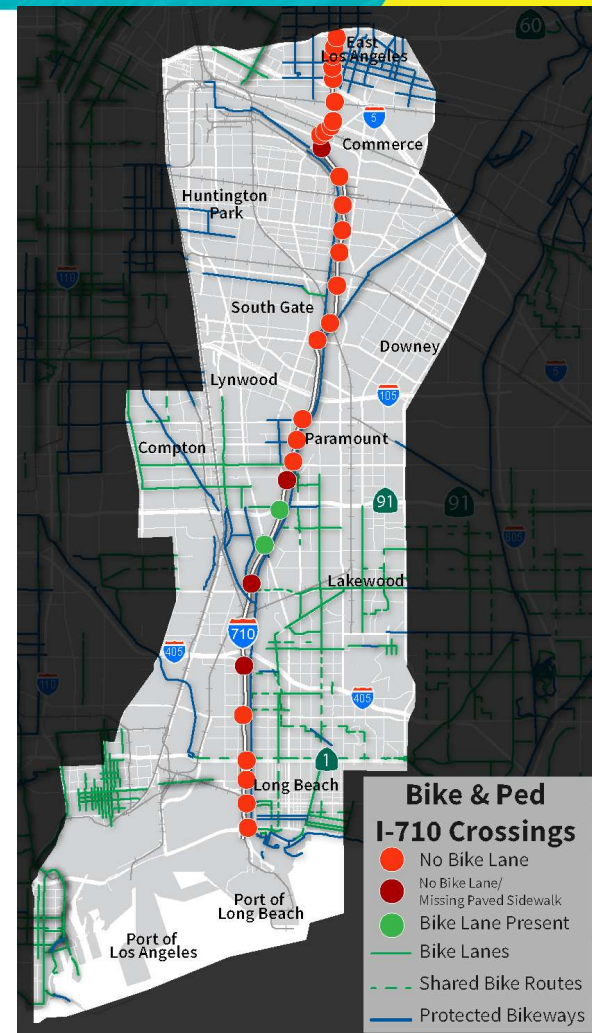 60
East
Los Angeles
5
Commerce
Huntington
Park
110
South Gate
Downey
5
Lynwood
105
Compton
Paramount
91
91
605
Lakewood
710
405
110
405
1
Long Beach
Port of
Long Beach
Port of
Los Angeles
Bike & Ped
I-710 Crossings
No Bike Lane
No Bike Lane/
Missing Paved Sidewalk
Bike Lane Present
Bike Lanes
Shared Bike Routes
Protected Bikeways